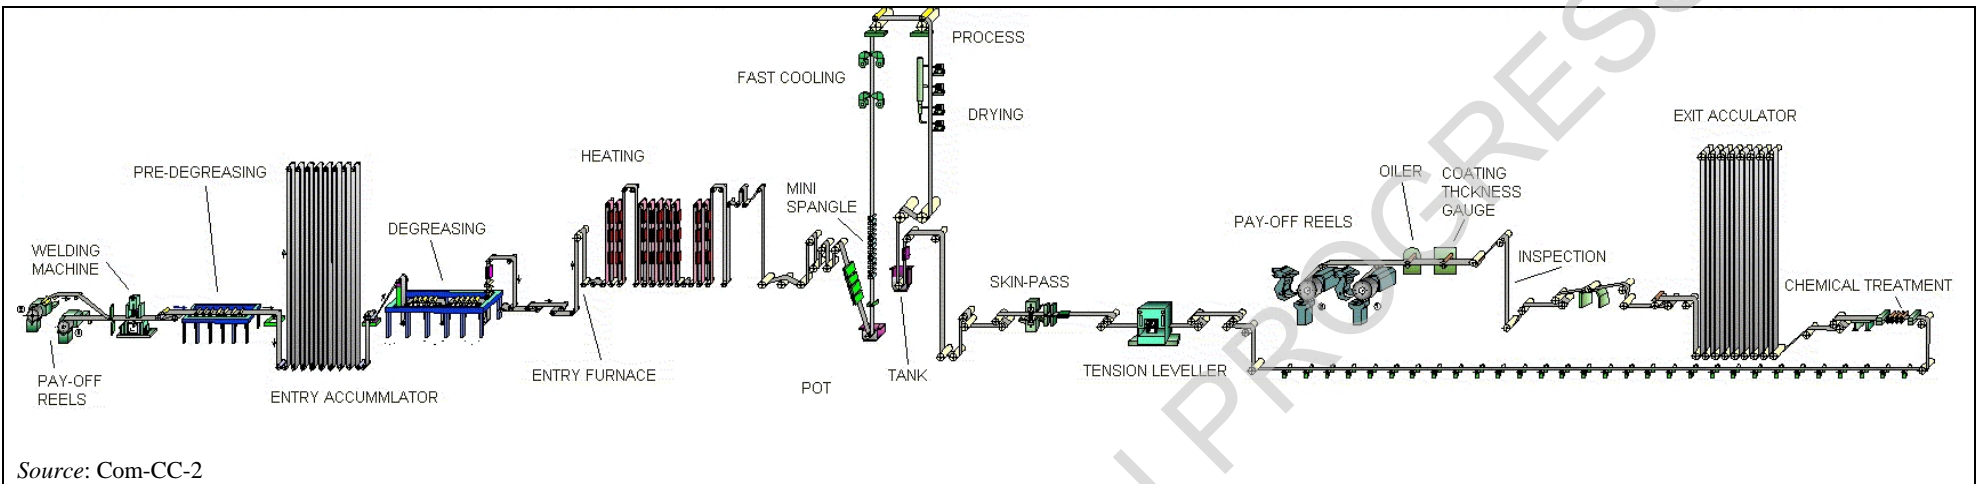 PROCESS
FAST COOLING
DRYING
EXIT ACCULATOR
HEATING
PRE-DEGREASING
MINI
SPANGLE
OILER
COATING
THCKNESS
GAUGE
DEGREASING
PAY-OFF REELS
WELDING
MACHINE
INSPECTION
SKIN-PASS
CHEMICAL TREATMENT
PAY-OFF
REELS
ENTRY ACCUMMLATOR
ENTRY FURNACE
POT
TANK
TENSION LEVELLER
Source: Com-CC-2
PROGRESS